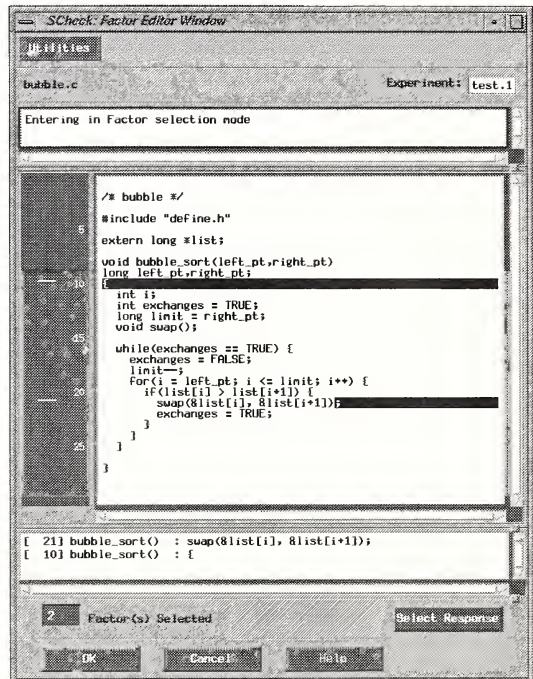 SCheck: Factor Editor Window
Utilities
bubble.c
Experiment: test.1
Entering in Factor selection mode
/* bubble */
5 #include "define.h"
extern long *list;
void bubble_sort(left_pt,right_pt)
long left_pt,right_pt;
10 {
int i;
int exchanges = TRUE;
long limit = right_pt;
void swap();
15
while(exchanges == TRUE) {
exchanges = FALSE;
limit--;
for(i = left_pt; i <= limit; i++) {
20 if(list[i] > list[i+1]) {
swap(&list[i], &list[i+1]);
exchanges = TRUE;
}
}
25 }
}
[ 21] bubble_sort() : swap(&list[i], &list[i+1]);
[ 10] bubble_sort() : {
2 Factor(s) Selected
Select Response
OK Cancel Help